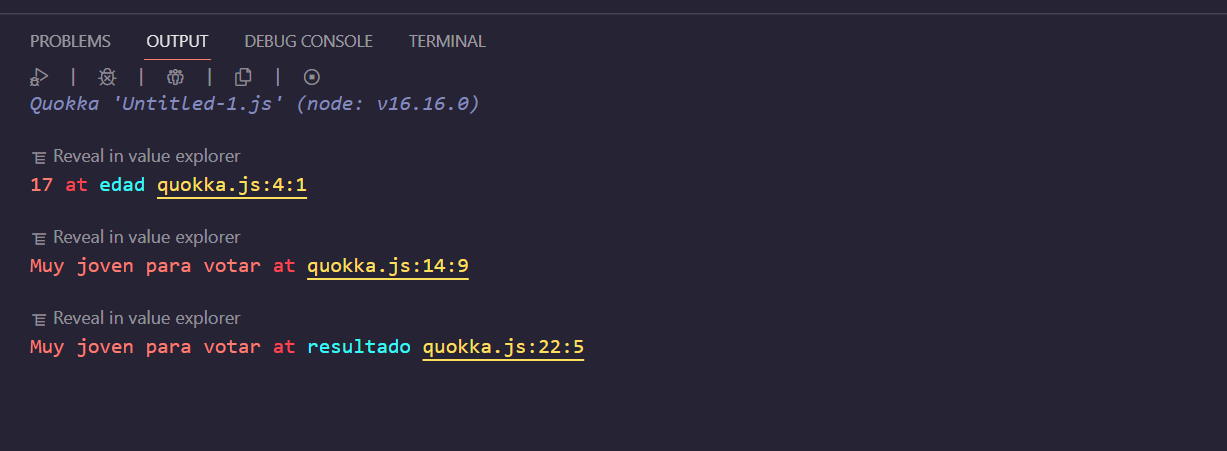 PROBLEMS OUTPUT DEBUG CONSOLE TERMINAL
Quokka 'Untitled-1.js' (node: v16.16.0)
Reveal in value explorer
17 at edad quokka.js:4:1
Reveal in value explorer
Muy joven para votar at quokka.js:14:9
Reveal in value explorer
Muy joven para votar at resultado quokka.js:22:5